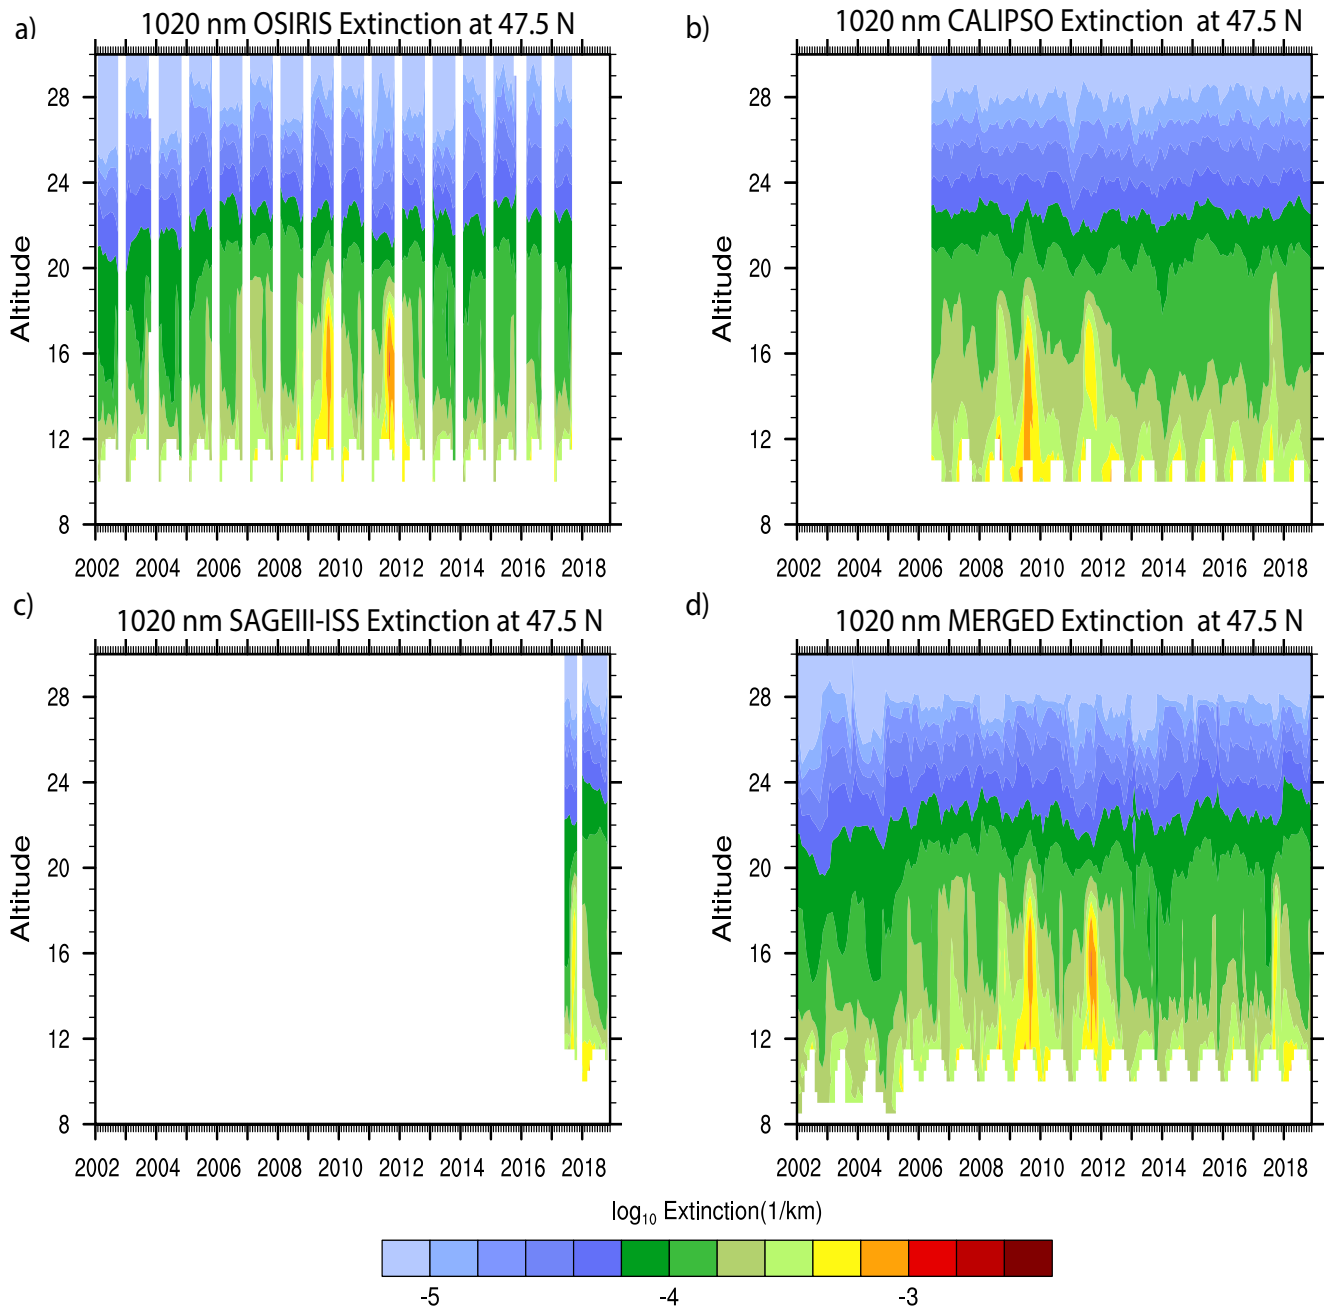 a)
1020 nm OSIRIS Extinction at 47.5 N
28
24
20
16
12
8
Altitude
2002 2004 2006 2008 2010 2012 2014 2016 2018
b)
1020 nm CALIPSO Extinction at 47.5 N
28
24
20
16
12
8
Altitude
2002 2004 2006 2008 2010 2012 2014 2016 2018
c)
1020 nm SAGEIII-ISS Extinction at 47.5 N
28
24
20
16
12
8
Altitude
2002 2004 2006 2008 2010 2012 2014 2016 2018
d)
1020 nm MERGED Extinction at 47.5 N
28
24
20
16
12
8
Altitude
2002 2004 2006 2008 2010 2012 2014 2016 2018
log₁₀ Extinction(1/km)
-5 -4 -3